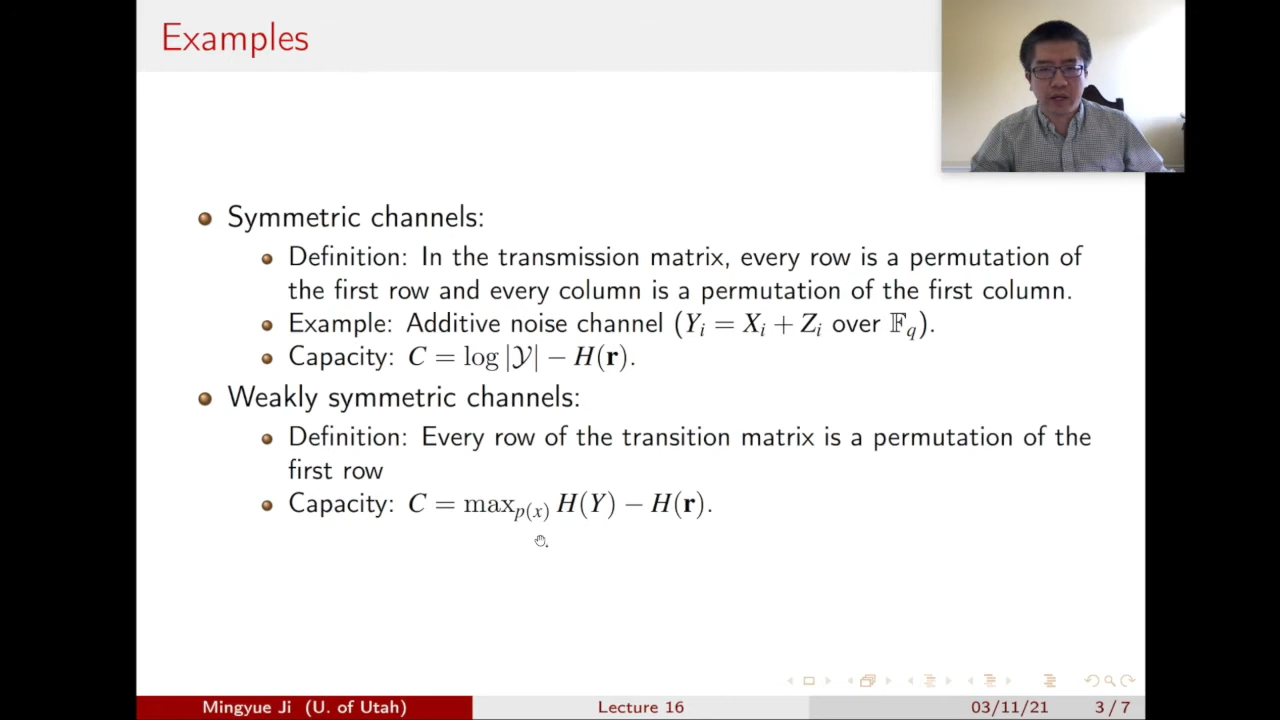 Examples
Symmetric channels:
Definition: In the transmission matrix, every row is a permutation of
the first row and every column is a permutation of the first column.
Example: Additive noise channel (Yᵢ = Xᵢ + Zᵢ over 𝔽_q).
Capacity: C = log |𝒴| − H(𝐫).
Weakly symmetric channels:
Definition: Every row of the transition matrix is a permutation of the
first row
Capacity: C = max_{p(x)} H(Y) − H(𝐫).
Mingyue Ji (U. of Utah)
Lecture 16
03/11/21
3 / 7